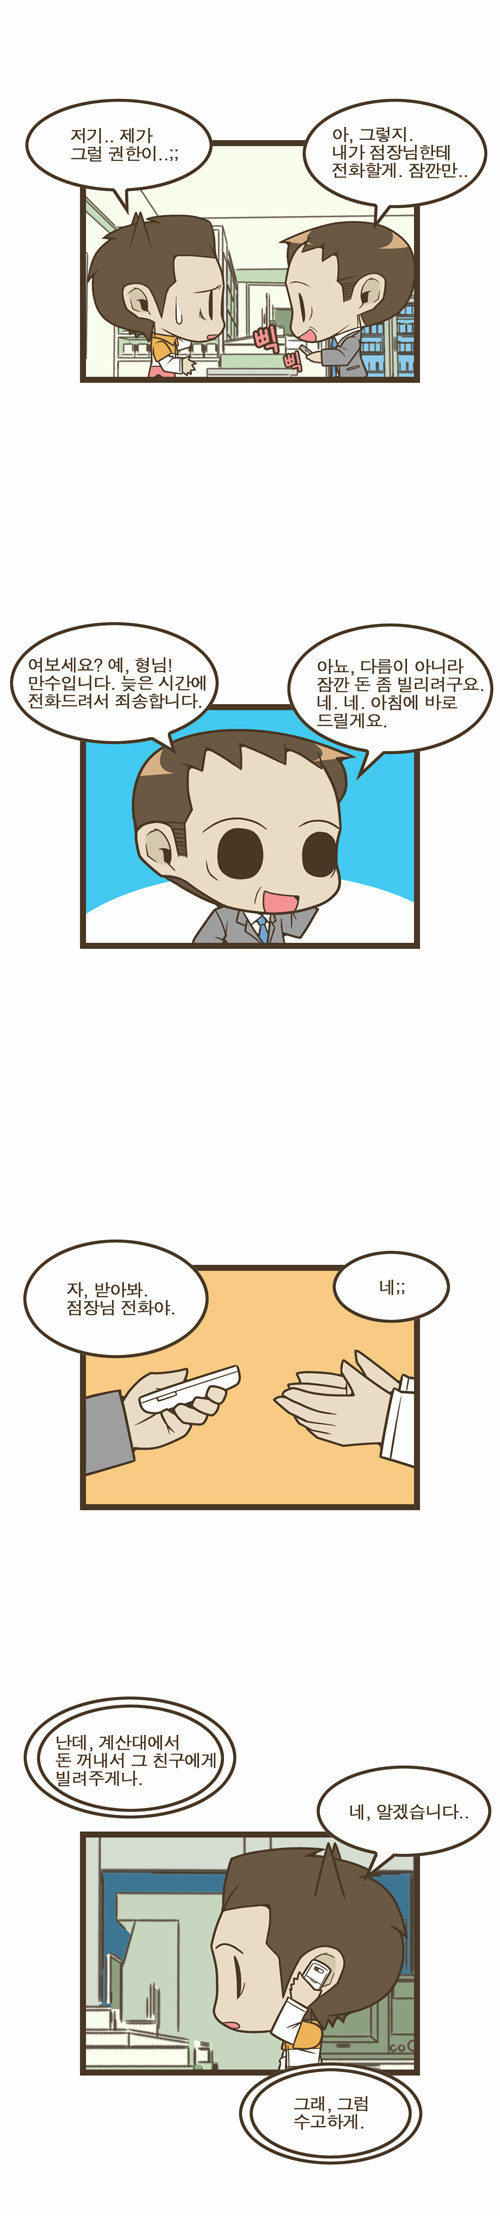 저기.. 제가
그럴 권한이..;;
아, 그렇지.
내가 점장님한테
전화할게. 잠깐만..
뽁
뽁
여보세요? 예, 형님!
만수입니다. 늦은 시간에
전화드려서 죄송합니다.
아뇨, 다름이 아니라
잠깐 돈 좀 빌리려구요.
네. 네. 아침에 바로
드릴게요.
자, 받아봐.
점장님 전화야.
네;;
난데, 계산대에서
돈 꺼내서 그 친구에게
빌려주게나.
네, 알겠습니다..
그래, 그럼
수고하게.